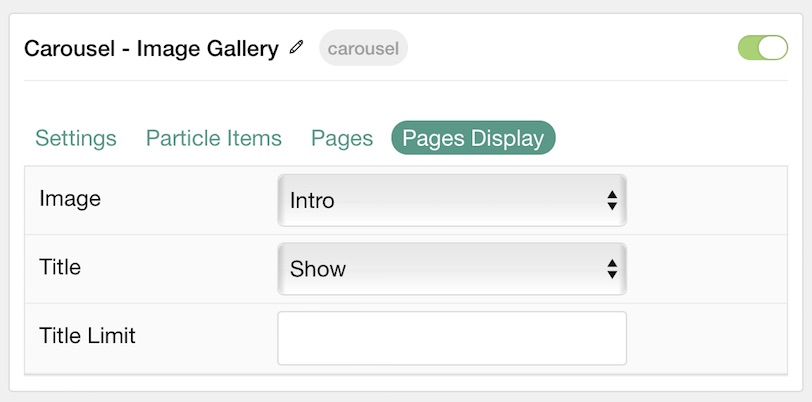 Carousel - Image Gallery carousel
Settings Particle Items Pages Pages Display
Image Intro
Title Show
Title Limit